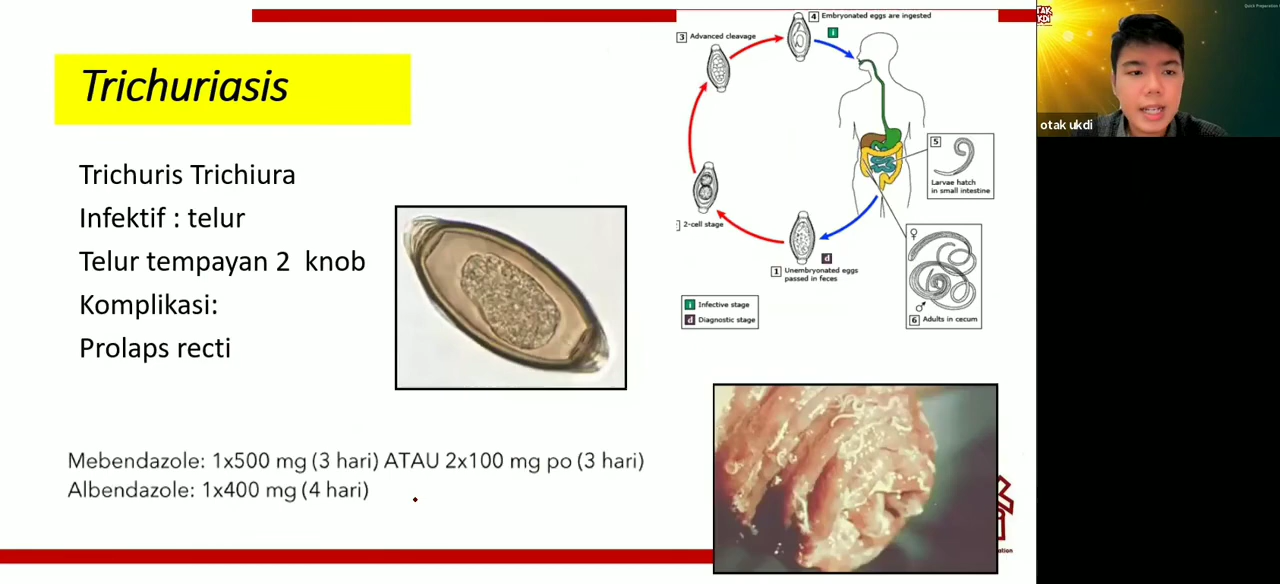 Trichuriasis
Trichuris Trichiura
Infektif : telur
Telur tempayan 2 knob
Komplikasi:
Prolaps recti
Mebendazole: 1x500 mg (3 hari) ATAU 2x100 mg po (3 hari)
Albendazole: 1x400 mg (4 hari)
4 Embryonated eggs are ingested
i
3 Advanced cleavage
5
Larvae hatch
in small intestine
2-cell stage
d
1 Unembryonated eggs
passed in feces
i Infective stage
d Diagnostic stage
♀
♂
6 Adults in cecum
UKDI
otak ukdi